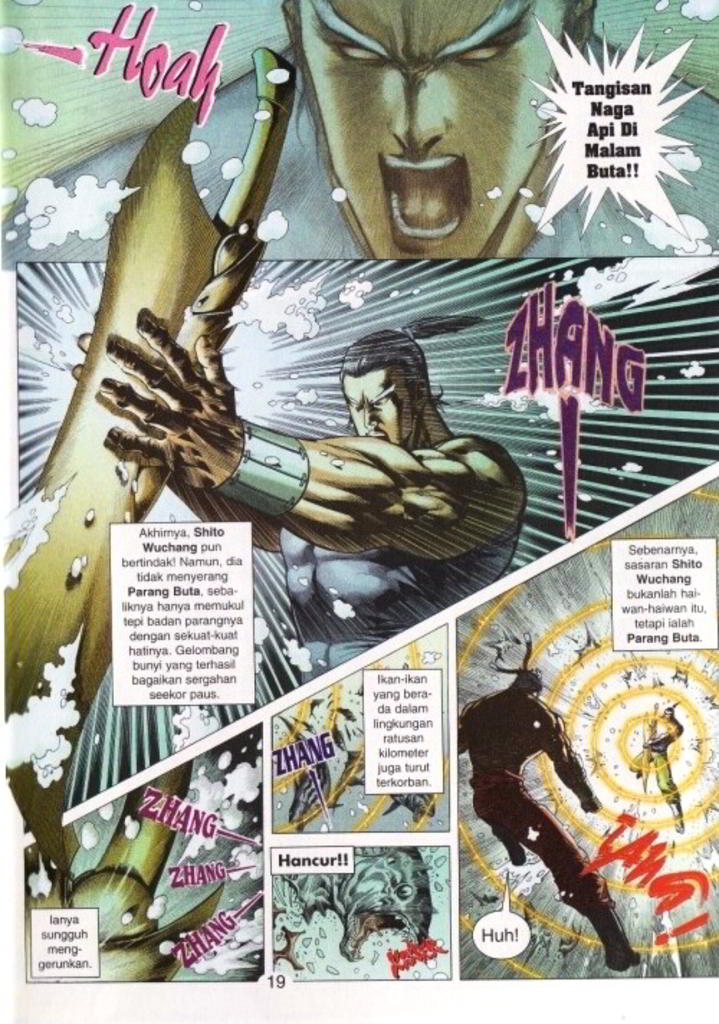 Hoah
Tangisan
Naga
Api Di
Malam
Buta!!
ZHANG
Akhirnya, Shito
Wuchang pun
bertindak! Namun, dia
tidak menyerang
Parang Buta, seba-
liknya hanya memukul
tepi badan parangnya
dengan sekuat-kuat
hatinya. Gelombang
bunyi yang terhasil
bagaikan sergahan
seekor paus.
Sebenarnya,
sasaran Shito
Wuchang
bukanlah hai-
wan-haiwan itu,
tetapi ialah
Parang Buta.
Ikan-ikan
yang bera-
da dalam
lingkungan
ratusan
kilometer
juga turut
terkorban.
ZHANG
ZHANG
ZHANG
ZHANG
Ianya
sungguh
meng-
gerunkan.
Hancur!!
Huh!
19